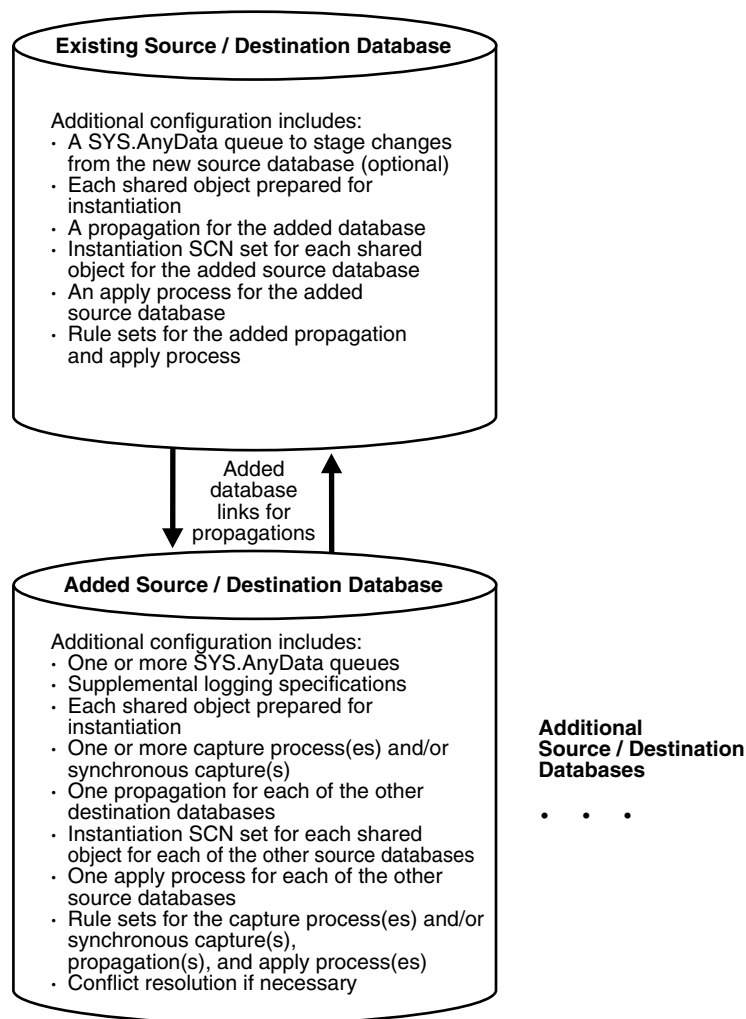 Existing Source / Destination Database
Additional configuration includes:
· A SYS.AnyData queue to stage changes
from the new source database (optional)
· Each shared object prepared for
instantiation
· A propagation for the added database
· Instantiation SCN set for each shared
object for the added source database
· An apply process for the added
source database
· Rule sets for the added propagation
and apply process
Added
database
links for
propagations
Added Source / Destination Database
Additional configuration includes:
· One or more SYS.AnyData queues
· Supplemental logging specifications
· Each shared object prepared for
instantiation
· One or more capture process(es) and/or
synchronous capture(s)
· One propagation for each of the other
destination databases
· Instantiation SCN set for each shared
object for each of the other source databases
· One apply process for each of the other
source databases
· Rule sets for the capture process(es) and/or
synchronous capture(s),
propagation(s), and apply process(es)
· Conflict resolution if necessary
Additional
Source / Destination
Databases
. . .